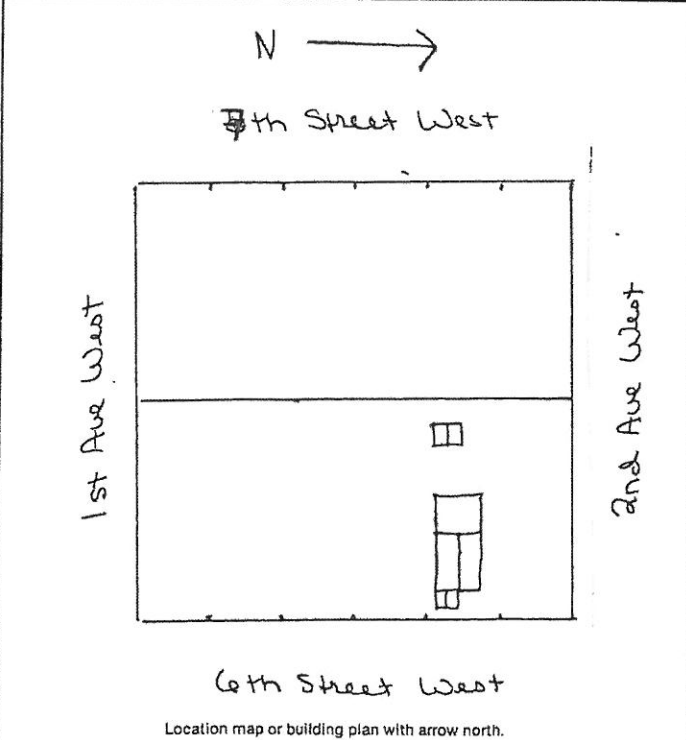 N
7th Street West
1st Ave West
2nd Ave West
6th Street West
Location map or building plan with arrow north.